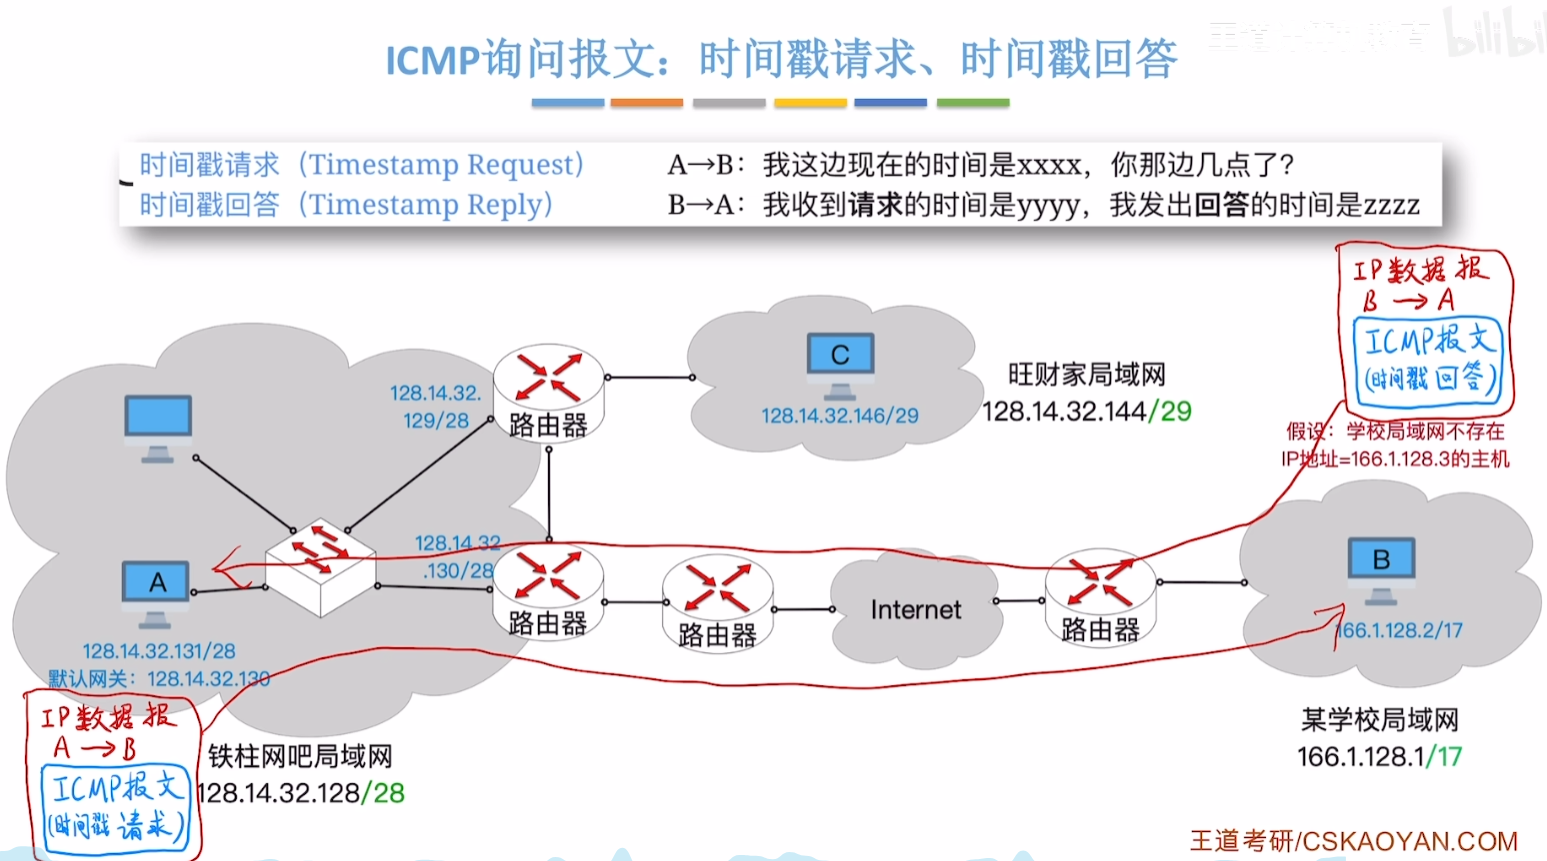 bilibili
ICMP询问报文：时间戳请求、时间戳回答
时间戳请求（Timestamp Request） A→B：我这边现在的时间是xxxx，你那边几点了？
时间戳回答（Timestamp Reply） B→A：我收到请求的时间是yyyy，我发出回答的时间是zzzz
IP数据报
B → A
ICMP报文
(时间戳回答)
假设：学校局域网不存在
IP地址=166.1.128.3的主机
C
128.14.32.146/29
旺财家局域网
128.14.32.144/29
128.14.32.
129/28
路由器
128.14.32
.130/28
路由器
路由器
Internet
路由器
A
128.14.32.131/28
默认网关：128.14.32.130
B
166.1.128.2/17
某学校局域网
166.1.128.1/17
IP数据报
A → B
ICMP报文
(时间戳请求)
铁柱网吧局域网
128.14.32.128/28
王道考研/CSKAOYAN.COM